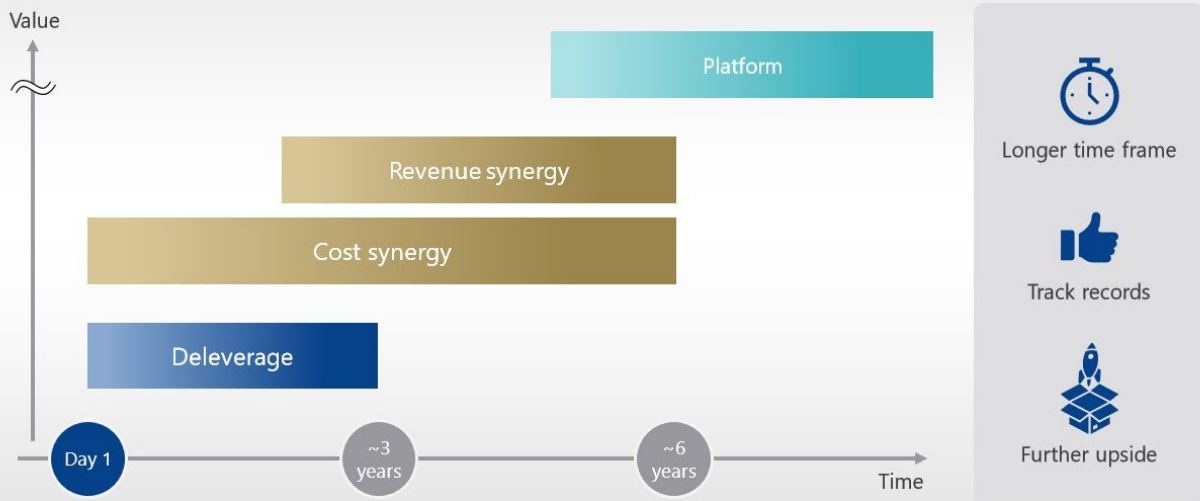 Value
Platform
Revenue synergy
Cost synergy
Deleverage
Day 1
~3
years
~6
years
Time
Longer time frame
Track records
Further upside